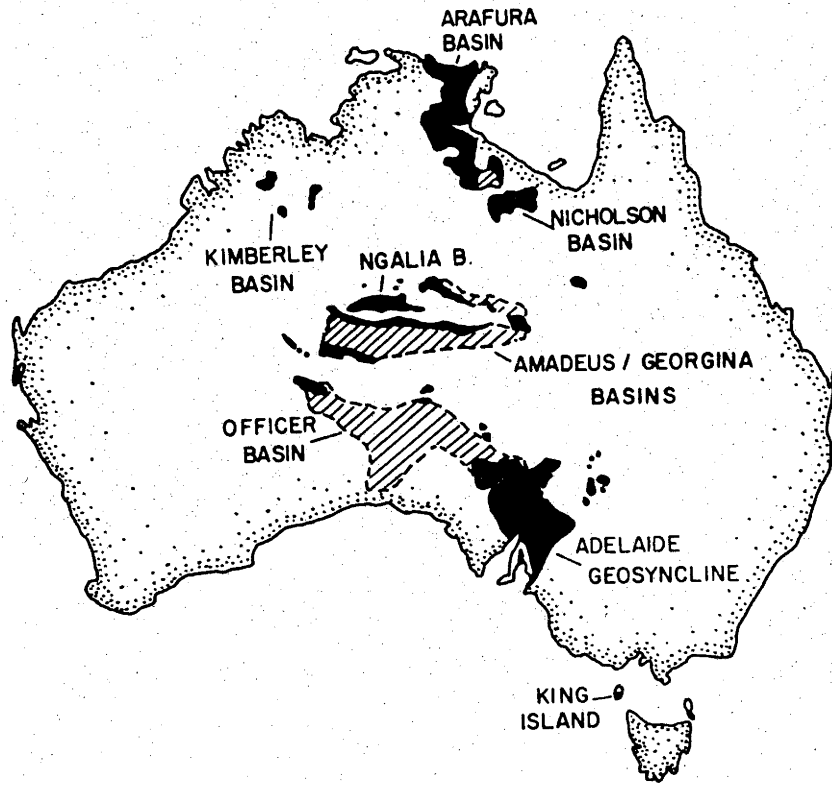 ARAFURA
BASIN
NICHOLSON
BASIN
KIMBERLEY
BASIN
NGALIA B.
AMADEUS / GEORGINA
BASINS
OFFICER
BASIN
ADELAIDE
GEOSYNCLINE
KING
ISLAND